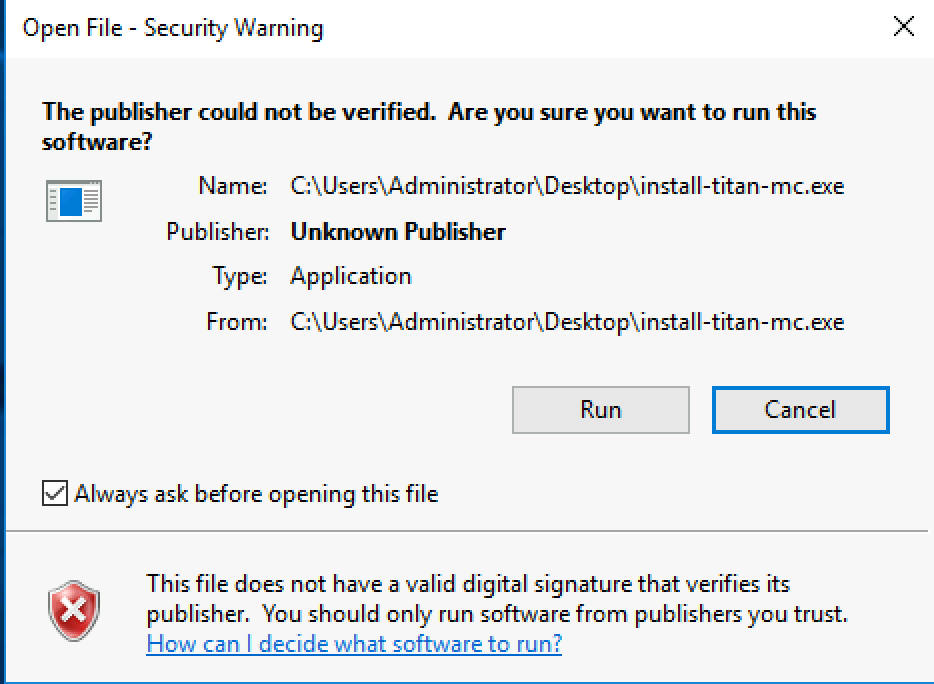 Open File - Security Warning
The publisher could not be verified.  Are you sure you want to run this
software?
Name: C:\Users\Administrator\Desktop\install-titan-mc.exe
Publisher: Unknown Publisher
Type: Application
From: C:\Users\Administrator\Desktop\install-titan-mc.exe
Run Cancel
Always ask before opening this file
This file does not have a valid digital signature that verifies its
publisher.  You should only run software from publishers you trust.
How can I decide what software to run?